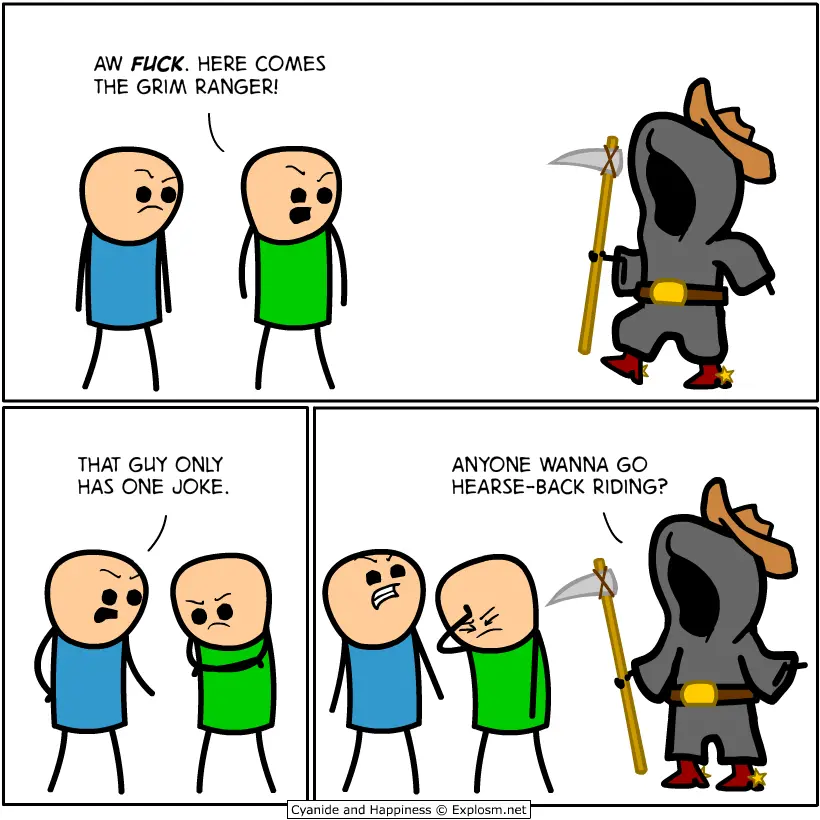 AW FUCK. HERE COMES
THE GRIM RANGER!
THAT GUY ONLY
HAS ONE JOKE.
ANYONE WANNA GO
HEARSE-BACK RIDING?
Cyanide and Happiness © Explosm.net